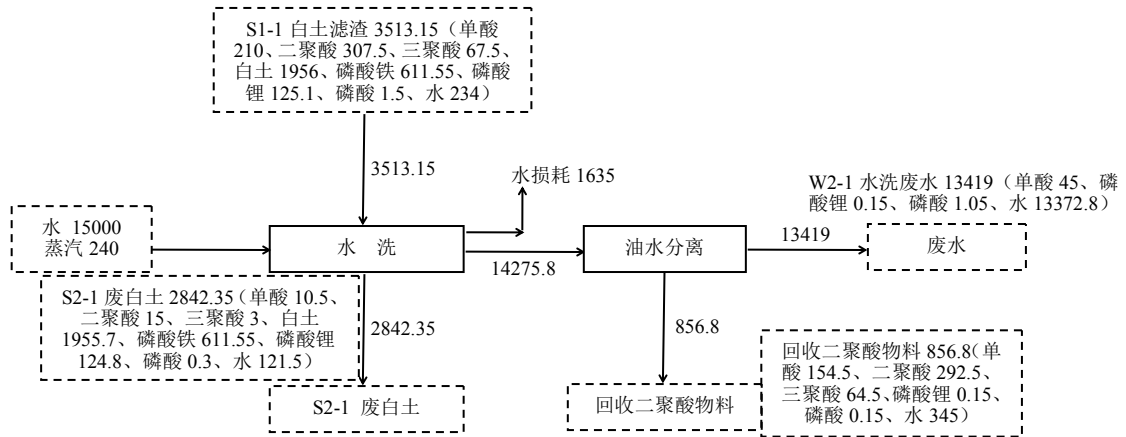 S1-1 白土滤渣 3513.15（单酸
210、二聚酸 307.5、三聚酸 67.5、
白土 1956、磷酸铁 611.55、磷酸
锂 125.1、磷酸 1.5、水 234）
3513.15
水损耗 1635
W2-1 水洗废水 13419（单酸 45、磷
酸锂 0.15、磷酸 1.05、水 13372.8）
水 15000
蒸汽 240
水 洗
14275.8
油水分离
13419
废水
S2-1 废白土 2842.35（单酸 10.5、
二聚酸 15、三聚酸 3、白土
1955.7、磷酸铁 611.55、磷酸锂
124.8、磷酸 0.3、水 121.5）
2842.35
856.8
回收二聚酸物料 856.8（单
酸 154.5、二聚酸 292.5、
三聚酸 64.5、磷酸锂 0.15、
磷酸 0.15、水 345）
S2-1 废白土
回收二聚酸物料